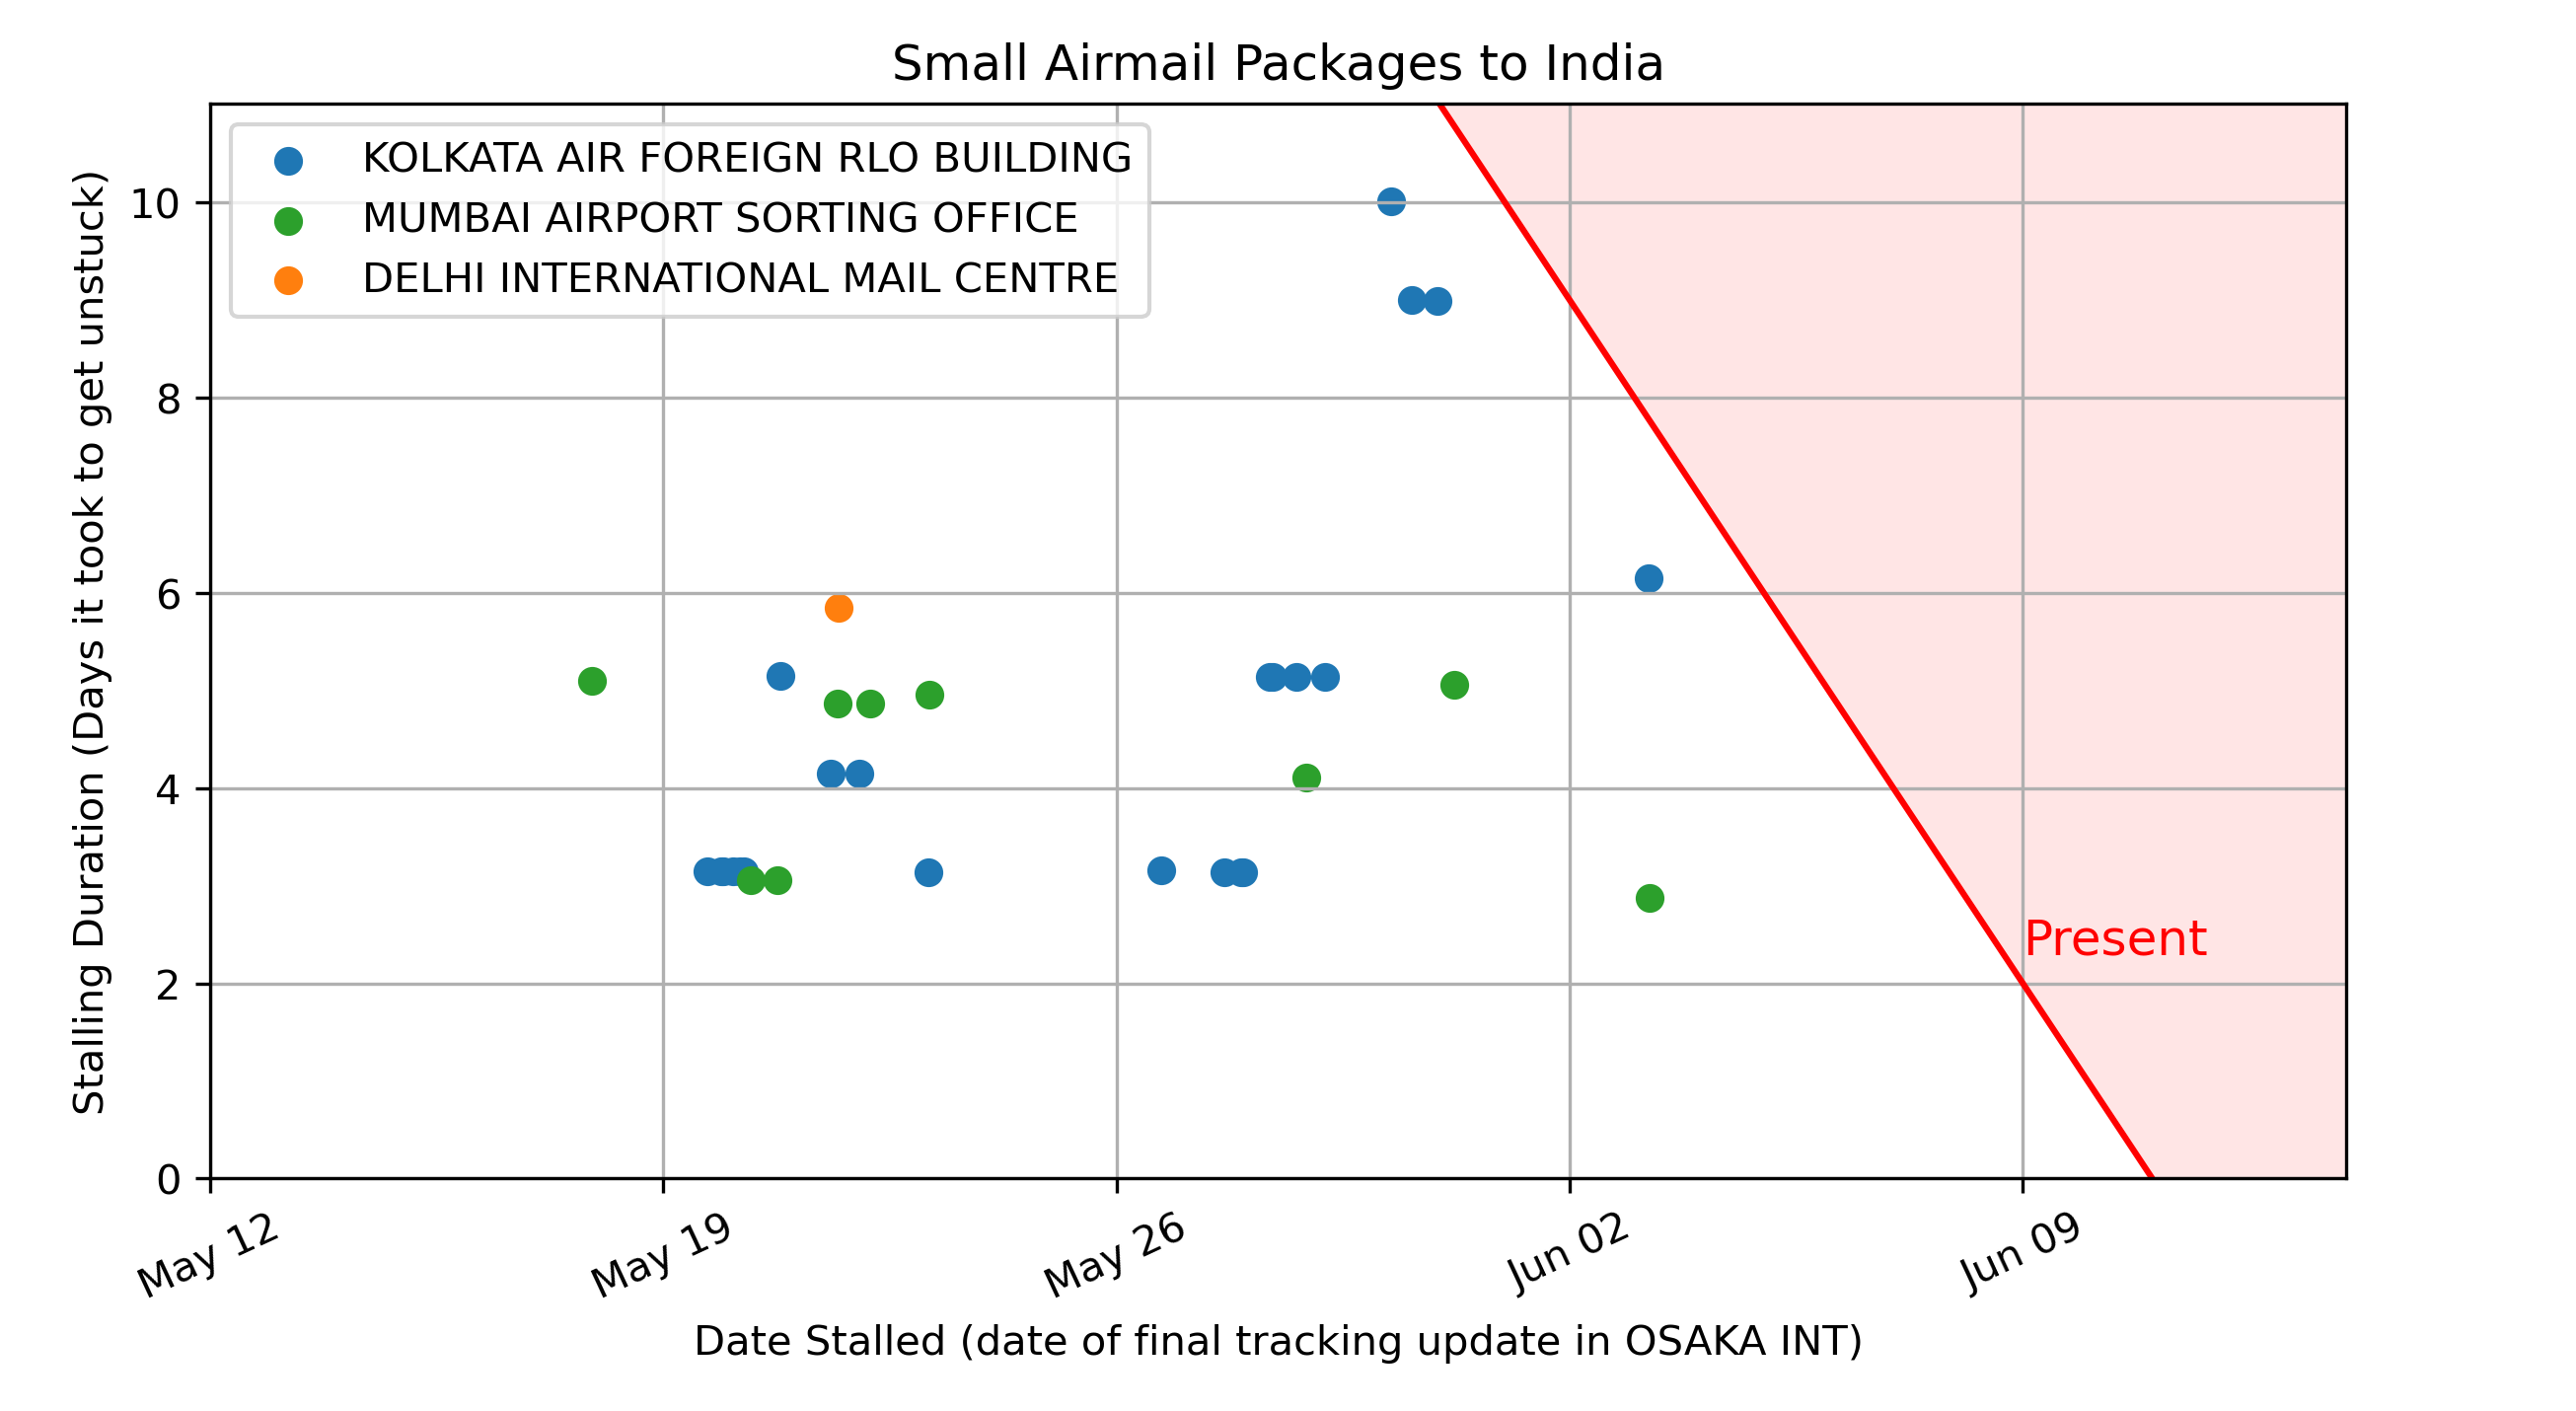 Small Airmail Packages to India
KOLKATA AIR FOREIGN RLO BUILDING
MUMBAI AIRPORT SORTING OFFICE
DELHI INTERNATIONAL MAIL CENTRE
Stalling Duration (Days it took to get unstuck)
10
8
6
4
2
0
Present
May 12
May 19
May 26
Jun 02
Jun 09
Date Stalled (date of final tracking update in OSAKA INT)